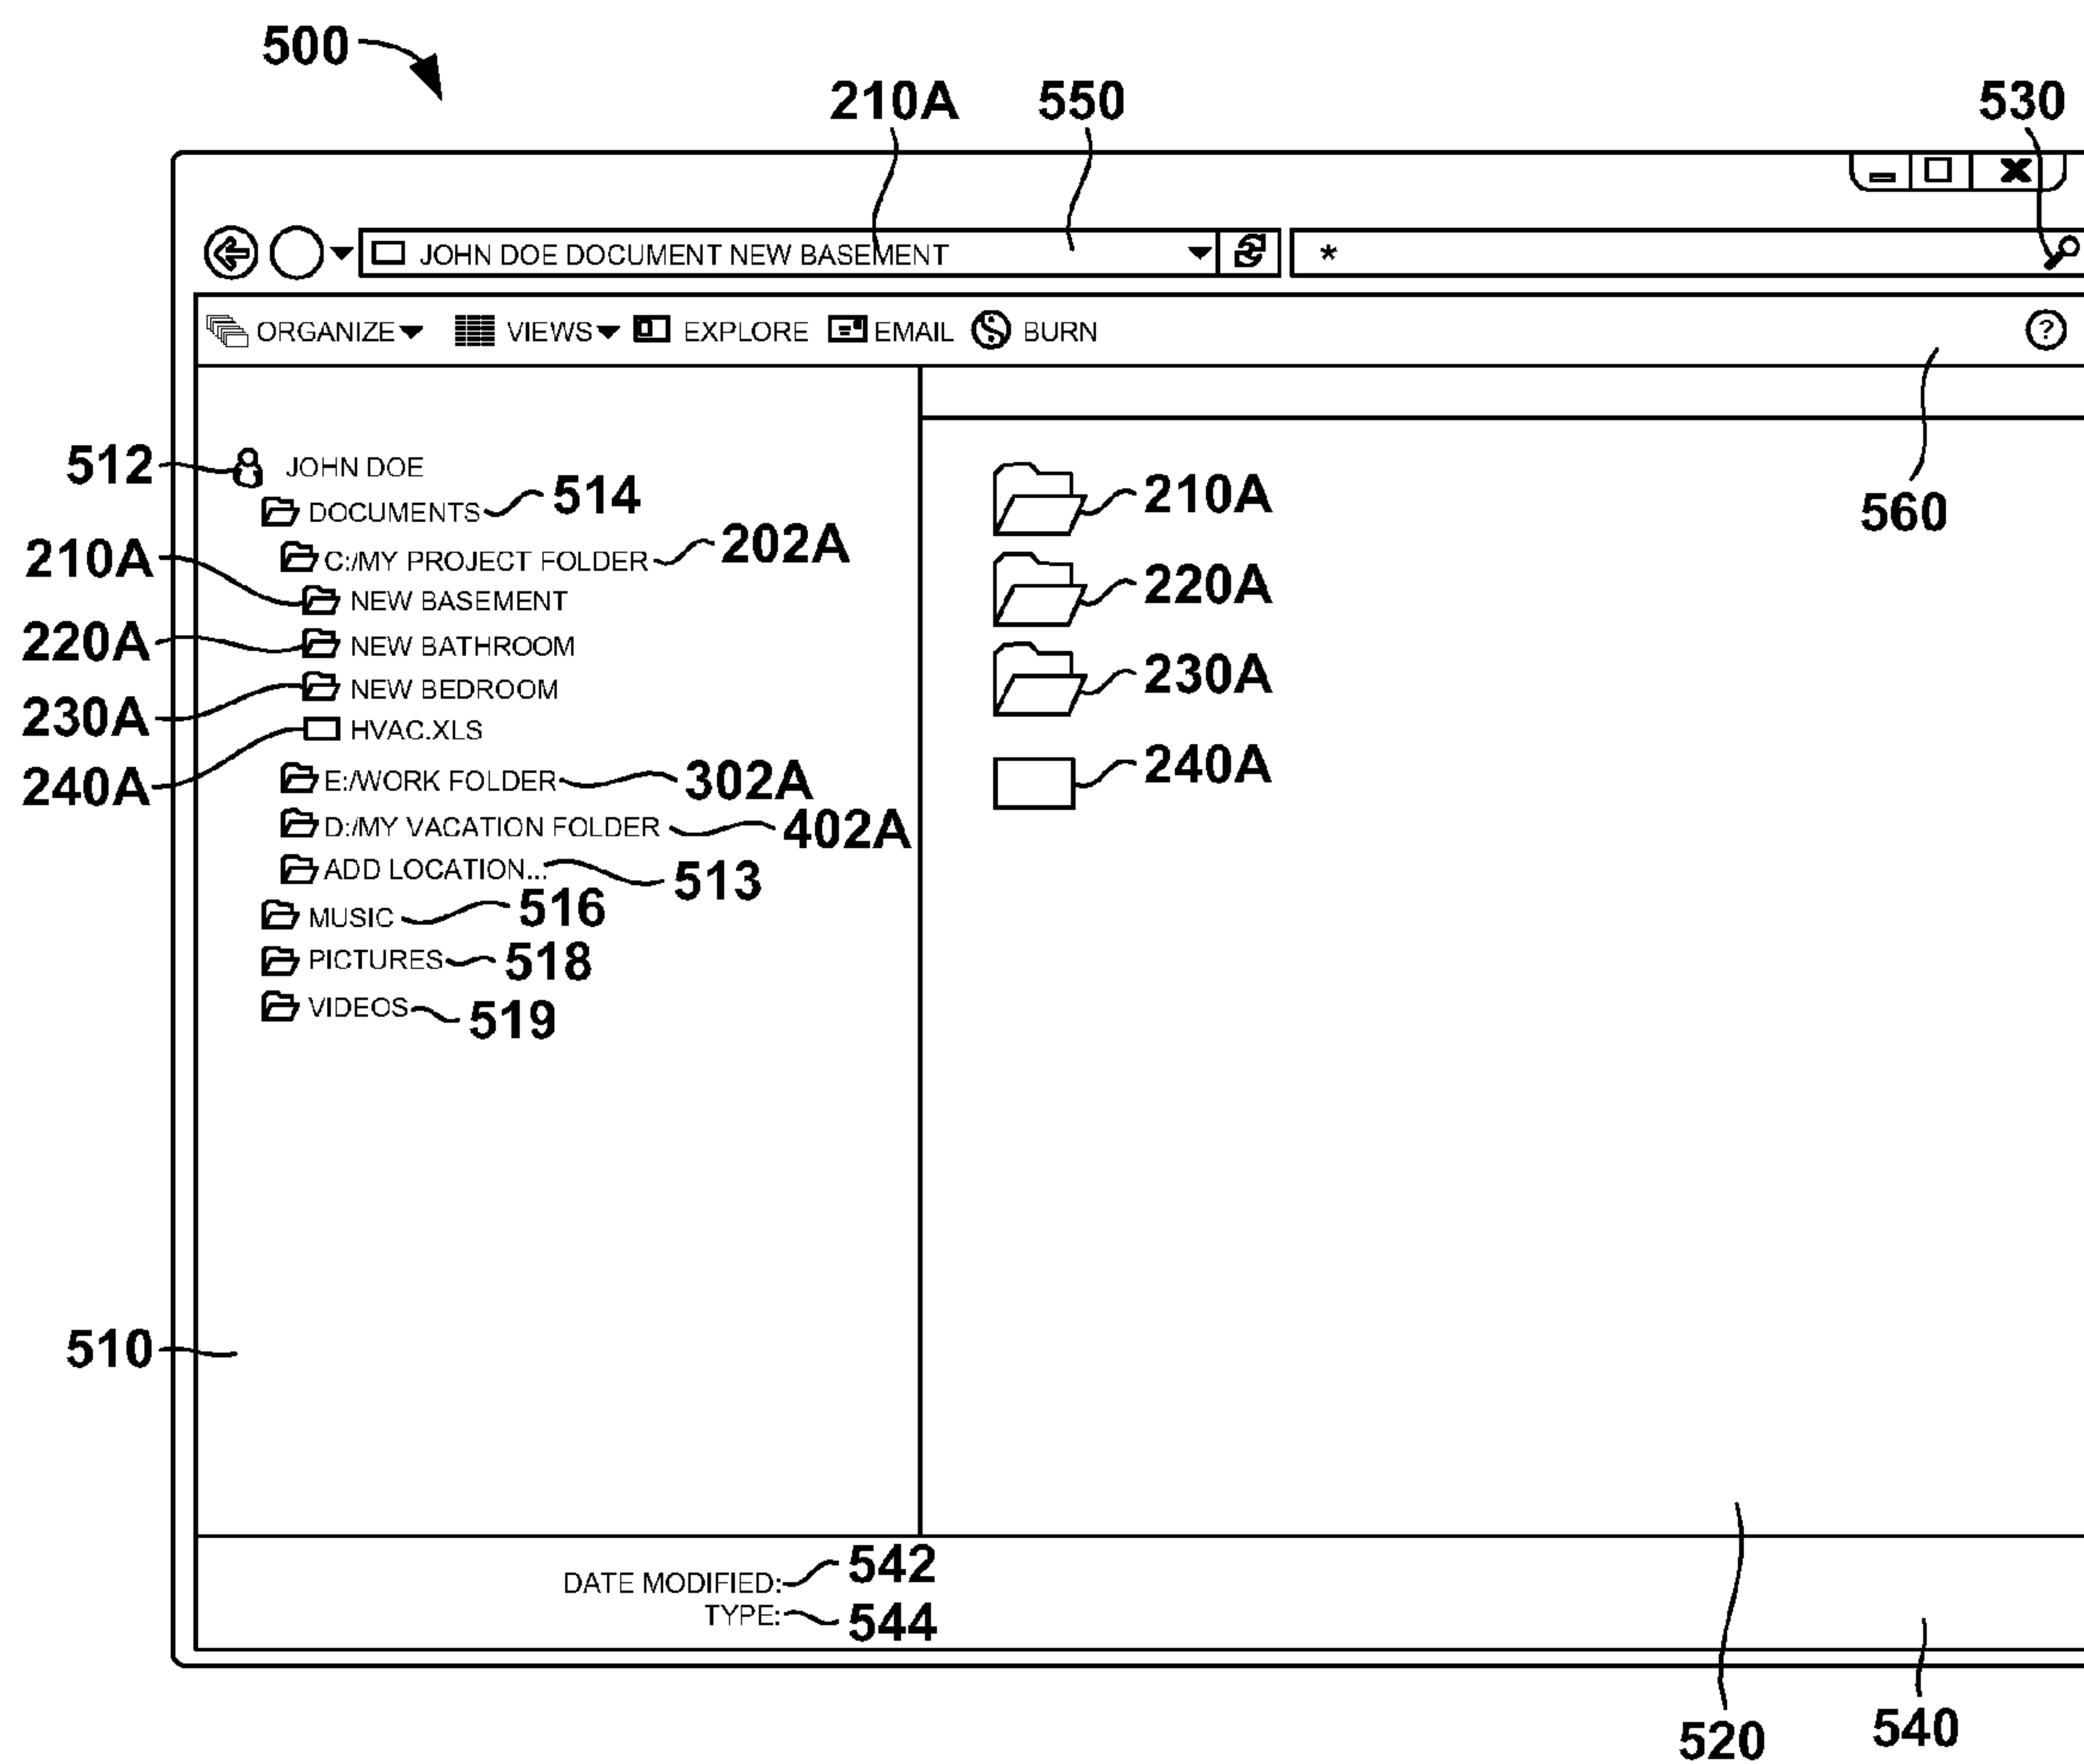 500
210A 550 530
JOHN DOE DOCUMENT NEW BASEMENT *
ORGANIZE VIEWS EXPLORE EMAIL BURN ?
560
512 JOHN DOE
DOCUMENTS 514
C:/MY PROJECT FOLDER 202A
210A NEW BASEMENT
220A NEW BATHROOM
230A NEW BEDROOM
240A HVAC.XLS
E:/WORK FOLDER 302A
D:/MY VACATION FOLDER 402A
ADD LOCATION... 513
MUSIC 516
PICTURES 518
VIDEOS 519
510
210A
220A
230A
240A
DATE MODIFIED: 542
TYPE: 544
520 540